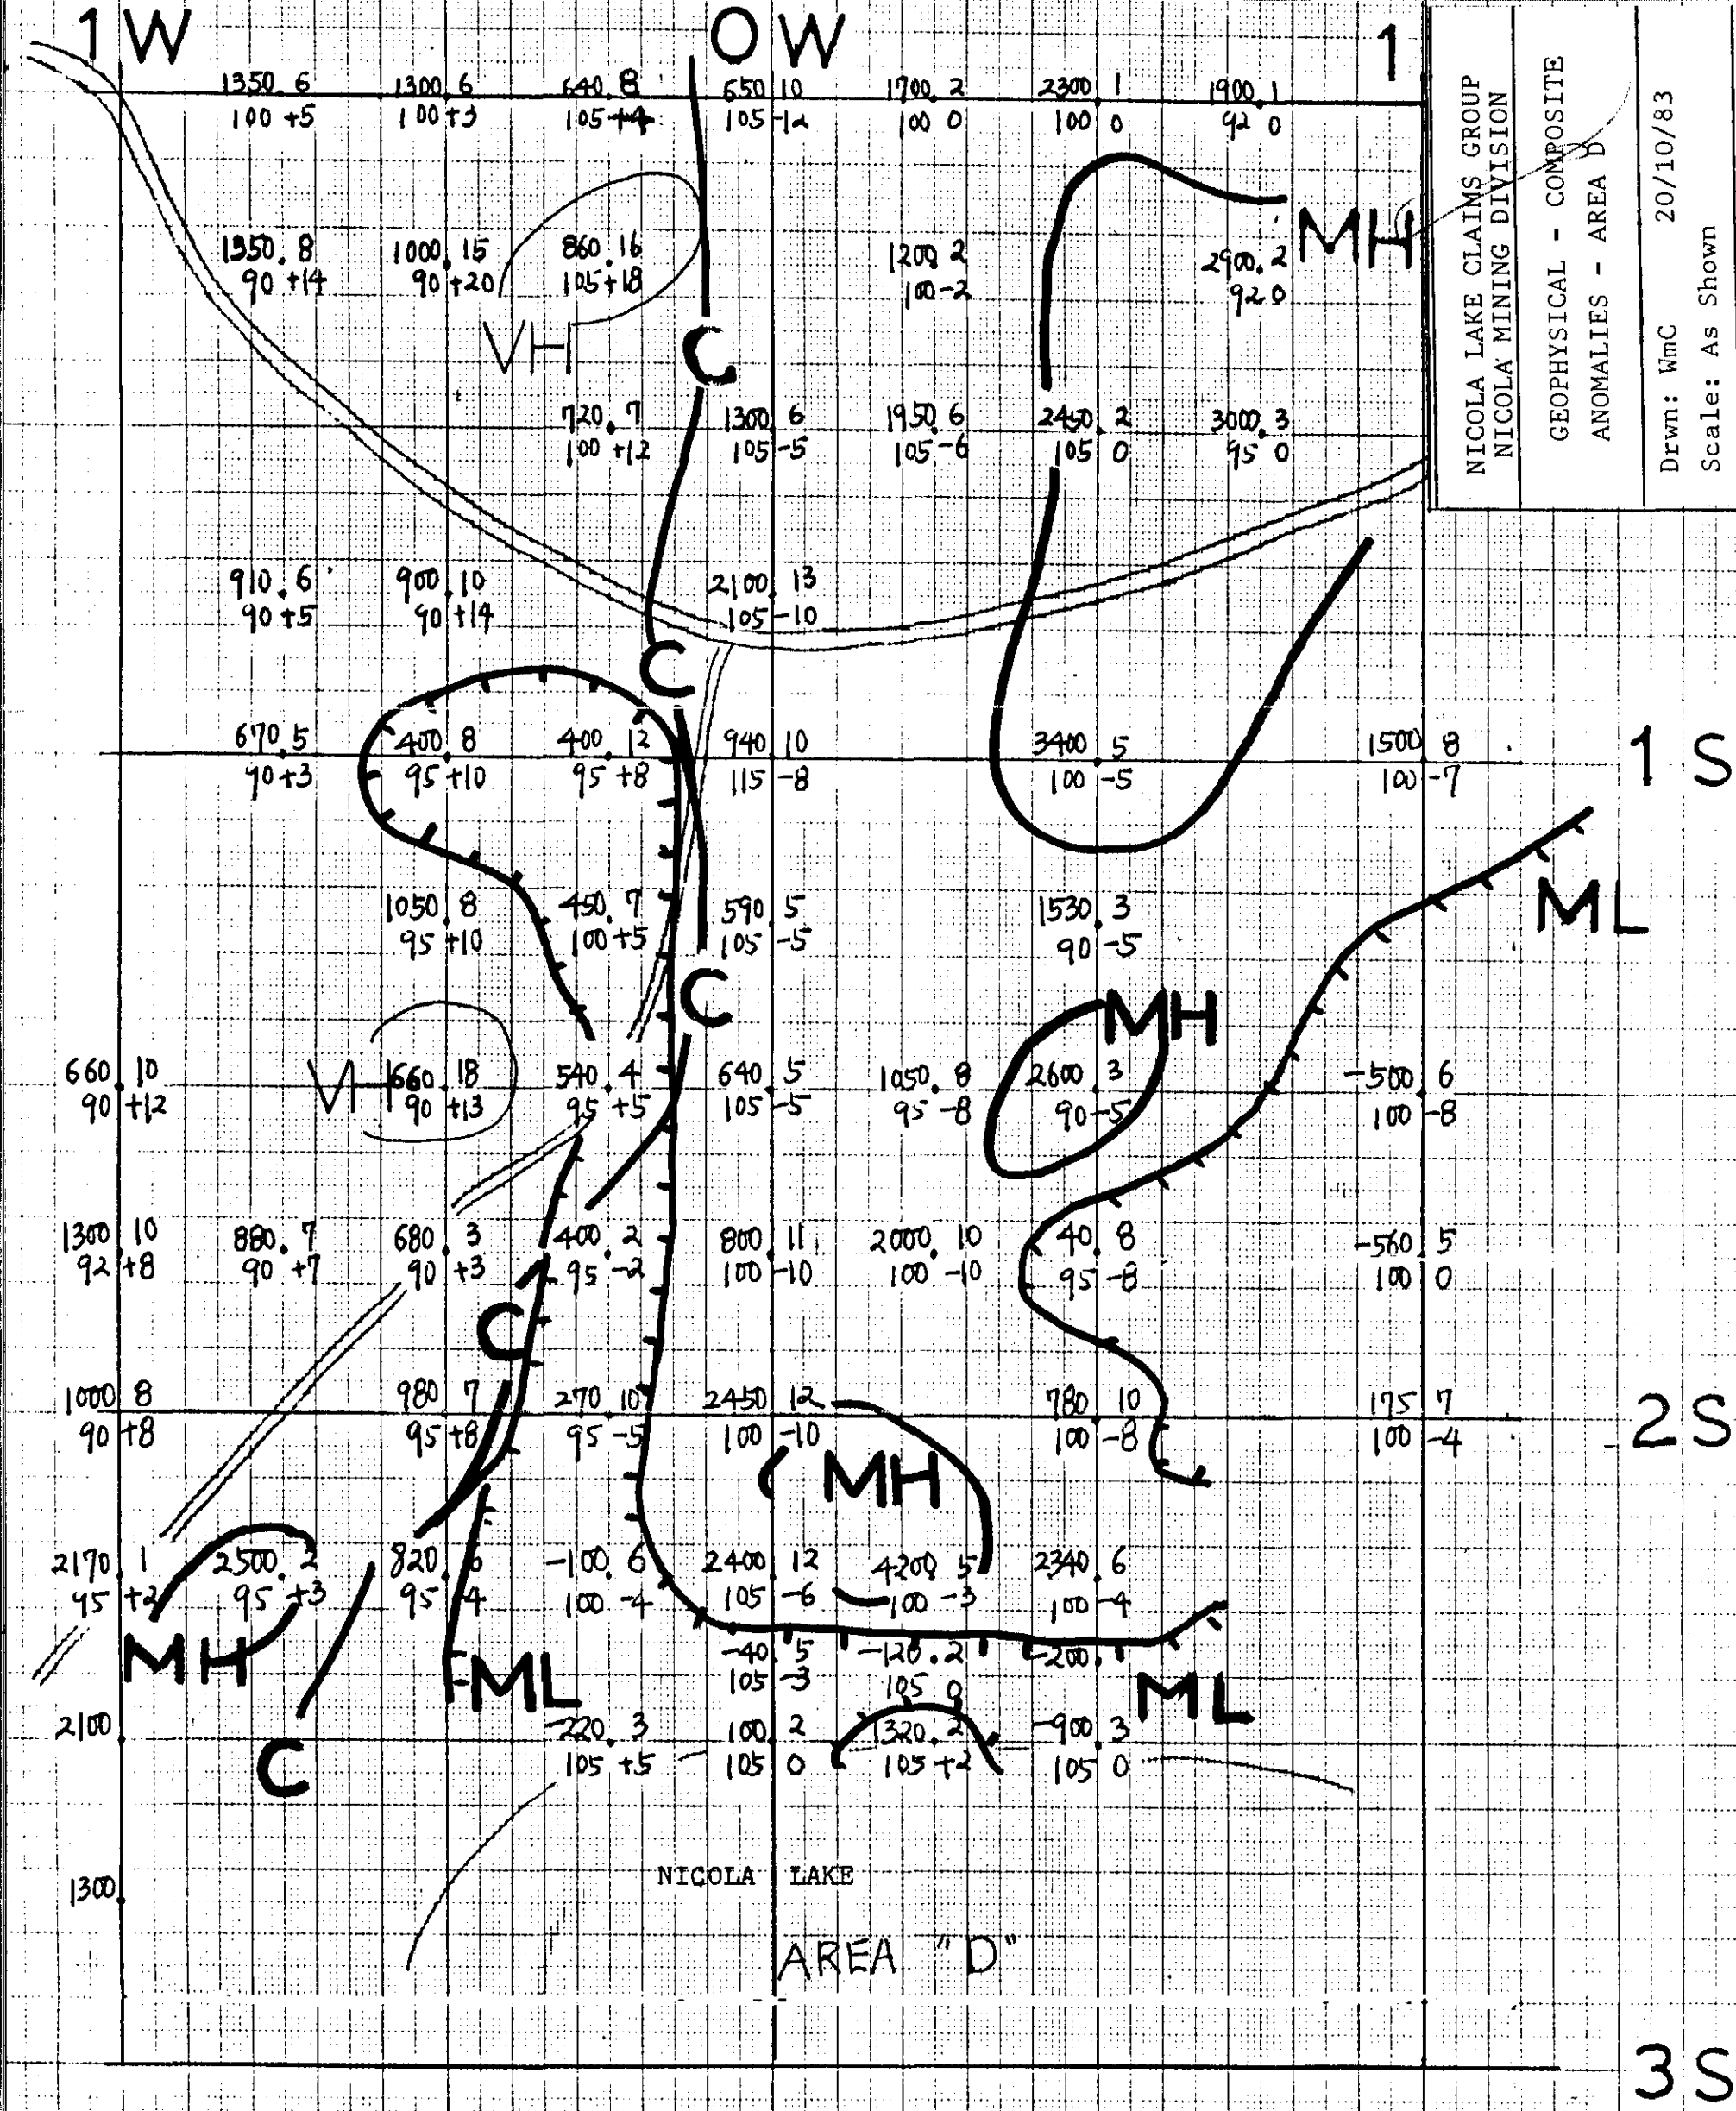 1W OW 1
1350 6 1300 6 640 8 650 10 1700 2 2300 1 1900 1
100 +5 100 +3 105 +4 105 -12 100 0 100 0 92 0
NICOLA LAKE CLAIMS GROUP
NICOLA MINING DIVISION
GEOPHYSICAL - COMPOSITE
ANOMALIES - AREA D
Drwn: WmC 20/10/83
Scale: As Shown
MH
1350 8 1000 15 860 16 1200 2 2900 2
90 +14 90 +20 105 +18 100 -2 92 0
VH C
720 7 1300 6 1950 6 2450 2 3000 3
100 +12 105 -5 105 -6 105 0 95 0
910 6 900 10 2100 13
90 +5 90 +14 105 -10
C
670 5 400 8 400 12 940 10 3400 5 1500 8 1 S
90 +3 95 +10 95 +8 115 -8 100 -5 100 -7
ML
1050 8 450 7 590 5 1530 3
95 +10 100 +5 105 -5 90 -5
C MH
660 10 VH 660 18 540 4 640 5 1050 8 2600 3 -500 6
90 +12 90 +13 95 +5 105 -5 95 -8 90 -5 100 -8
1300 10 880 7 680 3 400 2 800 11 2000 10 40 8 -560 5
92 +8 90 +7 90 +3 95 -2 100 -10 100 -10 95 -8 100 0
C
1000 8 980 7 270 10 2450 12 780 10 175 7 2 S
90 +8 95 +8 95 -5 100 -10 100 -8 100 -4
MH
2170 1 2500 2 820 6 -100 6 2400 12 4200 5 2340 6
95 +2 95 +3 95 -4 100 -4 105 -6 100 -3 100 -4
MH ML -40 5 -120 2 -200 1 ML
105 -3 105 0
2100 -220 3 100 2 1320 2 -900 3
C 105 +5 105 0 105 +2 105 0
1300 NICOLA LAKE
AREA "D"
3 S